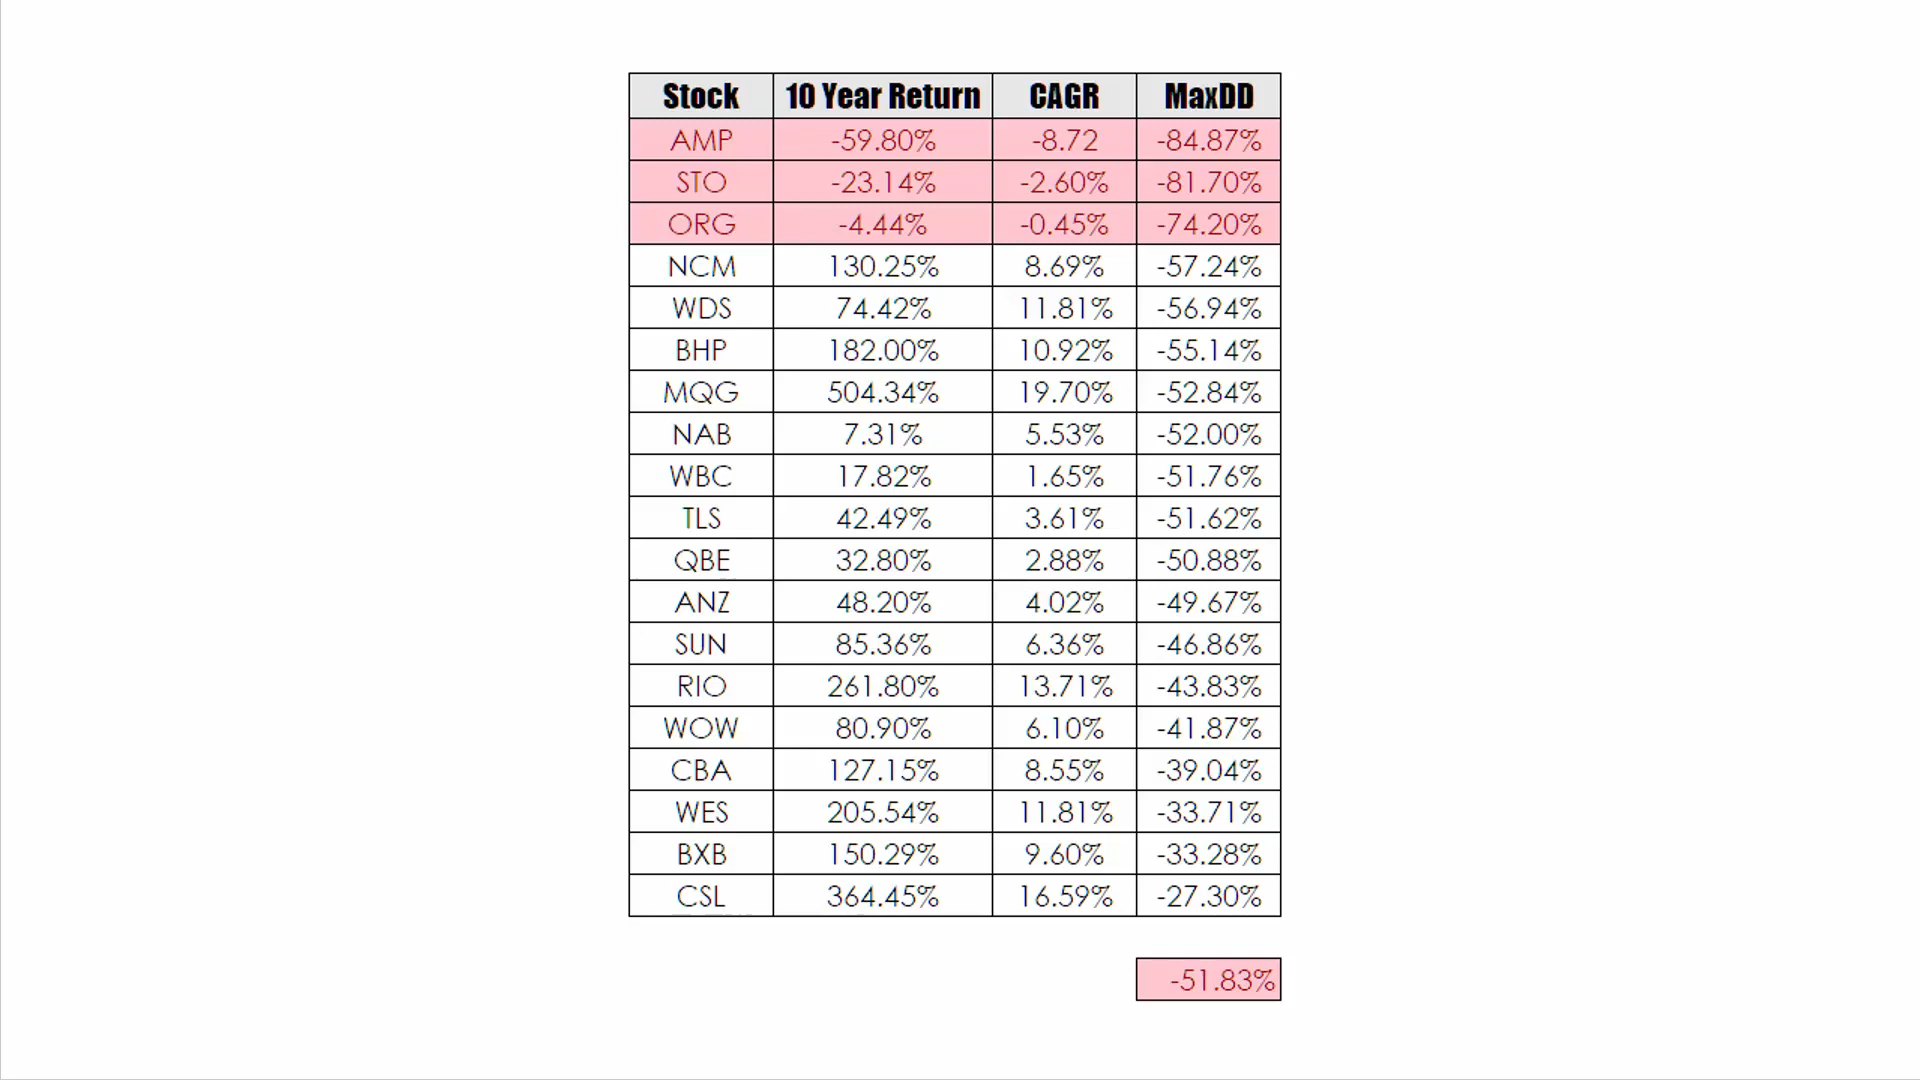 Stock 10 Year Return CAGR MaxDD
AMP -59.80% -8.72 -84.87%
STO -23.14% -2.60% -81.70%
ORG -4.44% -0.45% -74.20%
NCM 130.25% 8.69% -57.24%
WDS 74.42% 11.81% -56.94%
BHP 182.00% 10.92% -55.14%
MQG 504.34% 19.70% -52.84%
NAB 7.31% 5.53% -52.00%
WBC 17.82% 1.65% -51.76%
TLS 42.49% 3.61% -51.62%
QBE 32.80% 2.88% -50.88%
ANZ 48.20% 4.02% -49.67%
SUN 85.36% 6.36% -46.86%
RIO 261.80% 13.71% -43.83%
WOW 80.90% 6.10% -41.87%
CBA 127.15% 8.55% -39.04%
WES 205.54% 11.81% -33.71%
BXB 150.29% 9.60% -33.28%
CSL 364.45% 16.59% -27.30%
-51.83%